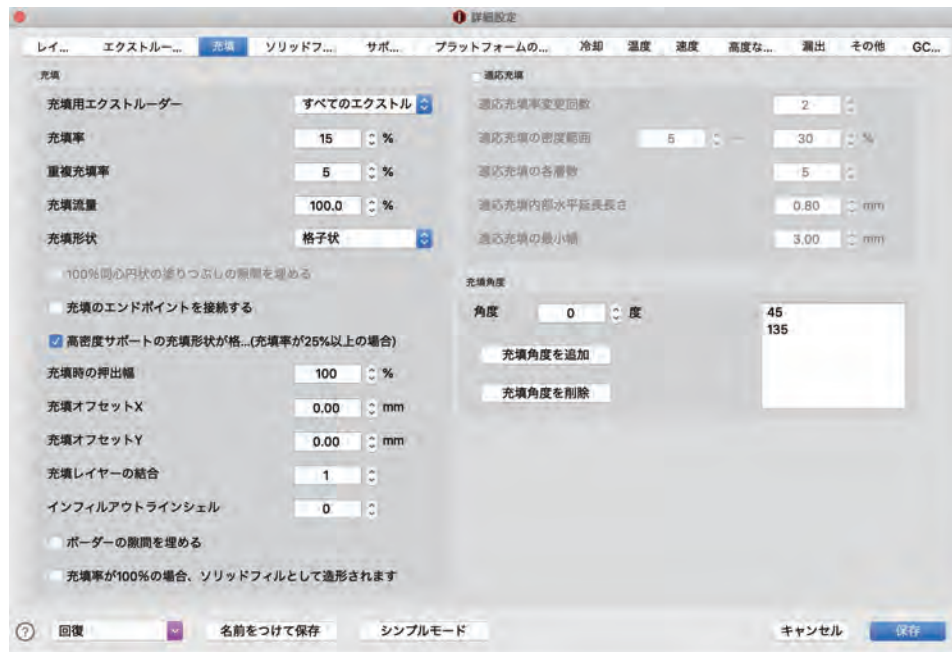 詳細設定
レイ... エクストルー... 充填 ソリッドフ... サポ... プラットフォームの... 冷却 温度 速度 高度な... 漏出 その他 GC...
充填
充填用エクストルーダー すべてのエクストル
充填率 15 %
重複充填率 5 %
充填流量 100.0 %
充填形状 格子状
100%同心円状の塗りつぶしの隙間を埋める
充填のエンドポイントを接続する
高密度サポートの充填形状が格...(充填率が25%以上の場合)
充填時の押出幅 100 %
充填オフセットX 0.00 mm
充填オフセットY 0.00 mm
充填レイヤーの結合 1
インフィルアウトラインシェル 0
ボーダーの隙間を埋める
充填率が100%の場合、ソリッドフィルとして造形されます
適応充填
適応充填率変更回数 2
適応充填の密度範囲 5 — 30 %
適応充填の各層数 5
適応充填内部水平延長長さ 0.80 mm
適応充填の最小幅 3.00 mm
充填角度
角度 0 度
充填角度を追加
充填角度を削除
45
135
? 回復 名前をつけて保存 シンプルモード キャンセル 保存